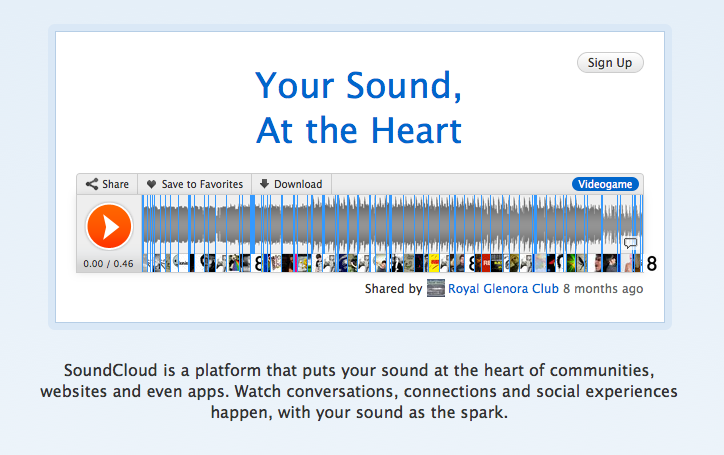 Sign Up
Your Sound,
At the Heart
Share Save to Favorites Download Videogame
0.00 / 0.46
8 8 8 8
Shared by Royal Glenora Club 8 months ago
SoundCloud is a platform that puts your sound at the heart of communities,
websites and even apps. Watch conversations, connections and social experiences
happen, with your sound as the spark.